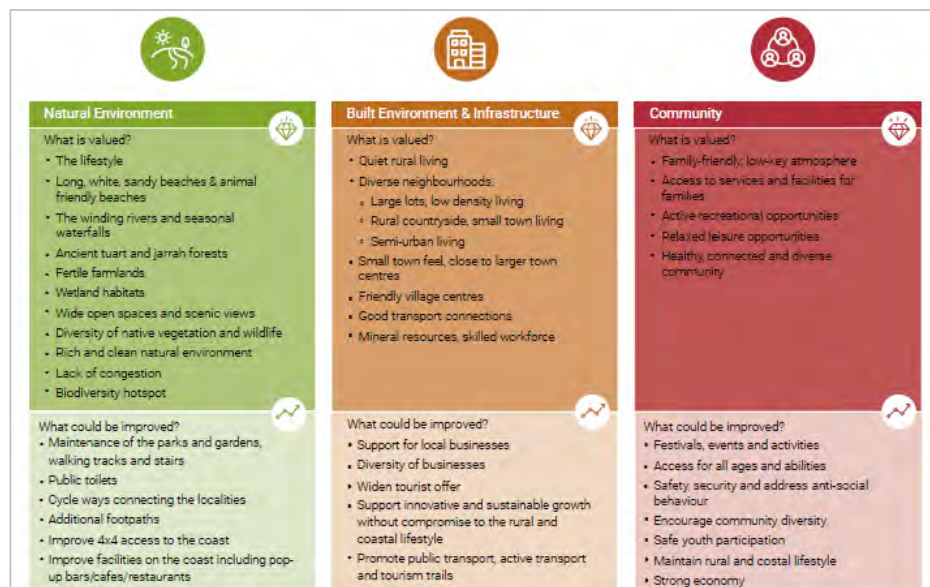 Natural Environment
What is valued?
• The lifestyle
• Long, white, sandy beaches & animal
friendly beaches
• The winding rivers and seasonal
waterfalls
• Ancient tuart and jarrah forests
• Fertile farmlands
• Wetland habitats
• Wide open spaces and scenic views
• Diversity of native vegetation and wildlife
• Rich and clean natural environment
• Lack of congestion
• Biodiversity hotspot
What could be improved?
• Maintenance of the parks and gardens,
walking tracks and stairs
• Public toilets
• Cycle ways connecting the localities
• Additional footpaths
• Improve 4x4 access to the coast
• Improve facilities on the coast including pop-
up bars/cafes/restaurants
Built Environment & Infrastructure
What is valued?
• Quiet rural living
• Diverse neighbourhoods:
○ Large lots, low density living
○ Rural countryside, small town living
○ Semi-urban living
• Small town feel, close to larger town
centres
• Friendly village centres
• Good transport connections
• Mineral resources, skilled workforce
What could be improved?
• Support for local businesses
• Diversity of businesses
• Widen tourist offer
• Support innovative and sustainable growth
without compromise to the rural and
coastal lifestyle
• Promote public transport, active transport
and tourism trails
Community
What is valued?
• Family-friendly, low-key atmosphere
• Access to services and facilities for
families
• Active recreational opportunities
• Relaxed leisure opportunities
• Healthy, connected and diverse
community
What could be improved?
• Festivals, events and activities
• Access for all ages and abilities
• Safety, security and address anti-social
behaviour
• Encourage community diversity
• Safe youth participation
• Maintain rural and costal lifestyle
• Strong economy